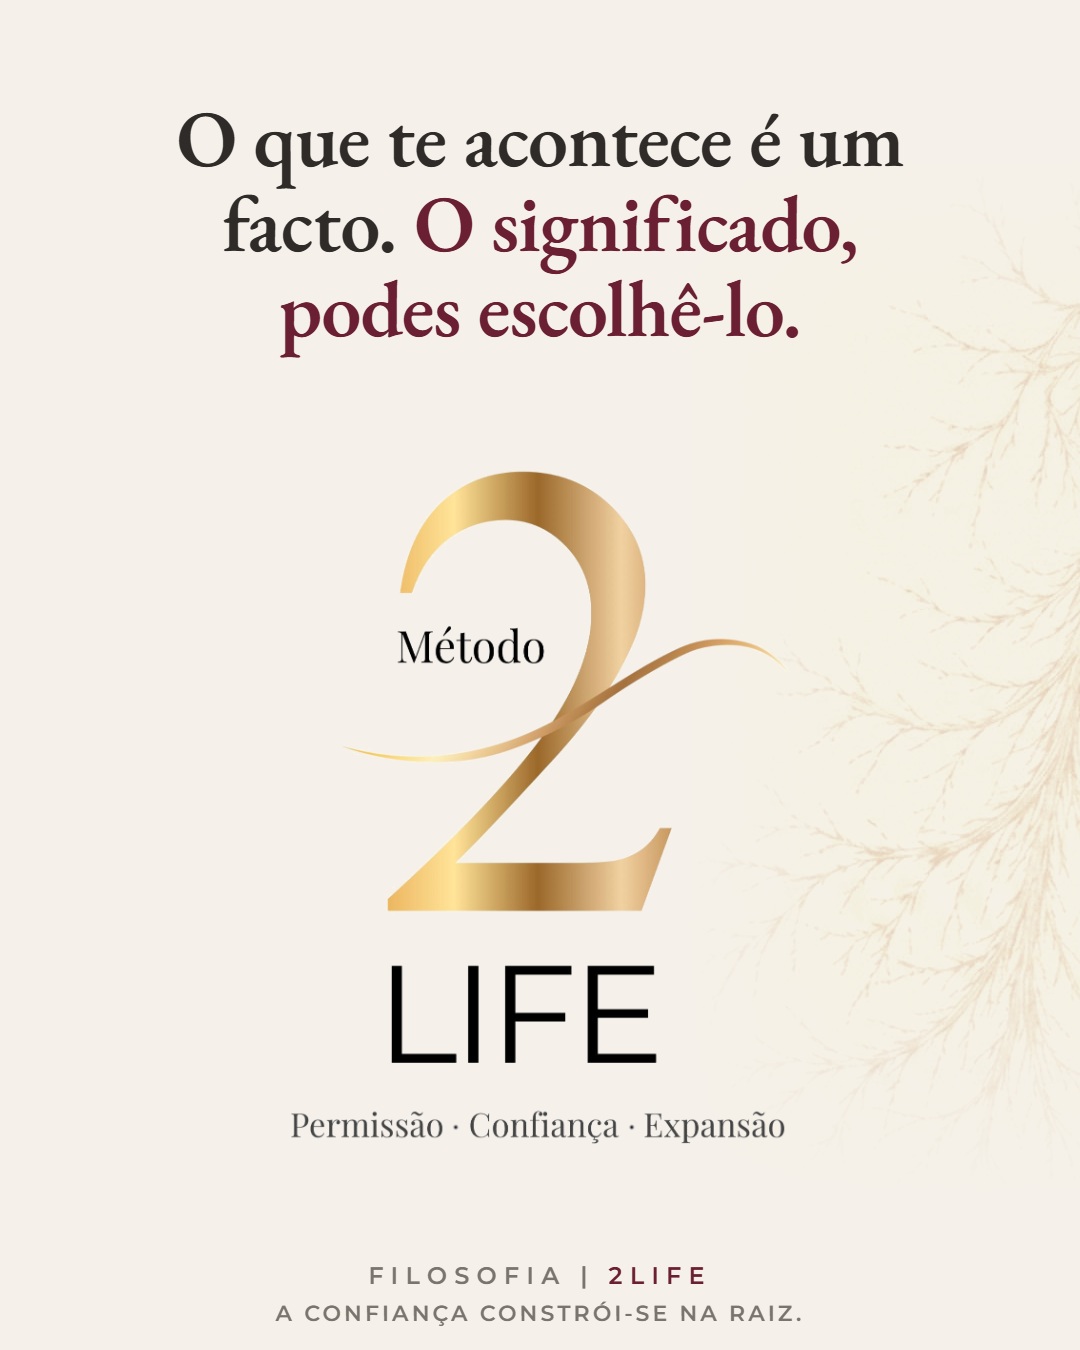 O que te acontece é um
facto. O significado,
podes escolhê-lo.
Método
2
LIFE
Permissão · Confiança · Expansão
FILOSOFIA | 2LIFE
A CONFIANÇA CONSTRÓI-SE NA RAIZ.